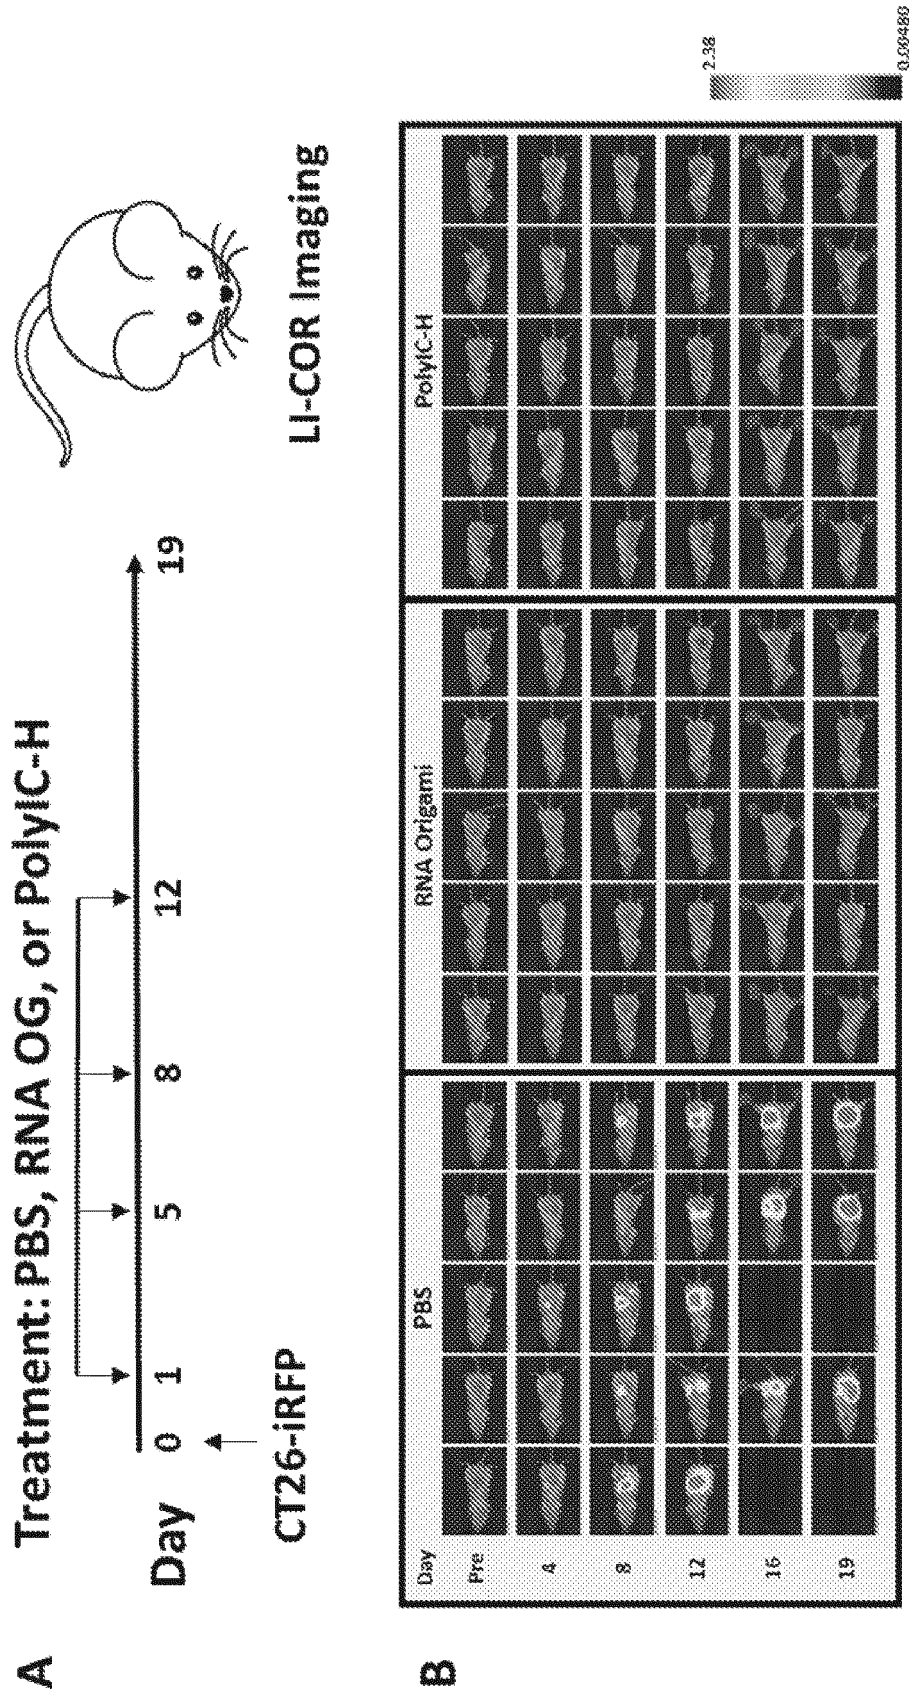 A
Treatment: PBS, RNA OG, or PolyIC-H
Day 0 1 5 8 12 19
CT26-iRFP
LI-COR Imaging
B
Day PBS RNA Origami PolyIC-H
Pre
4
8
12
16
19
2.38
0.00480